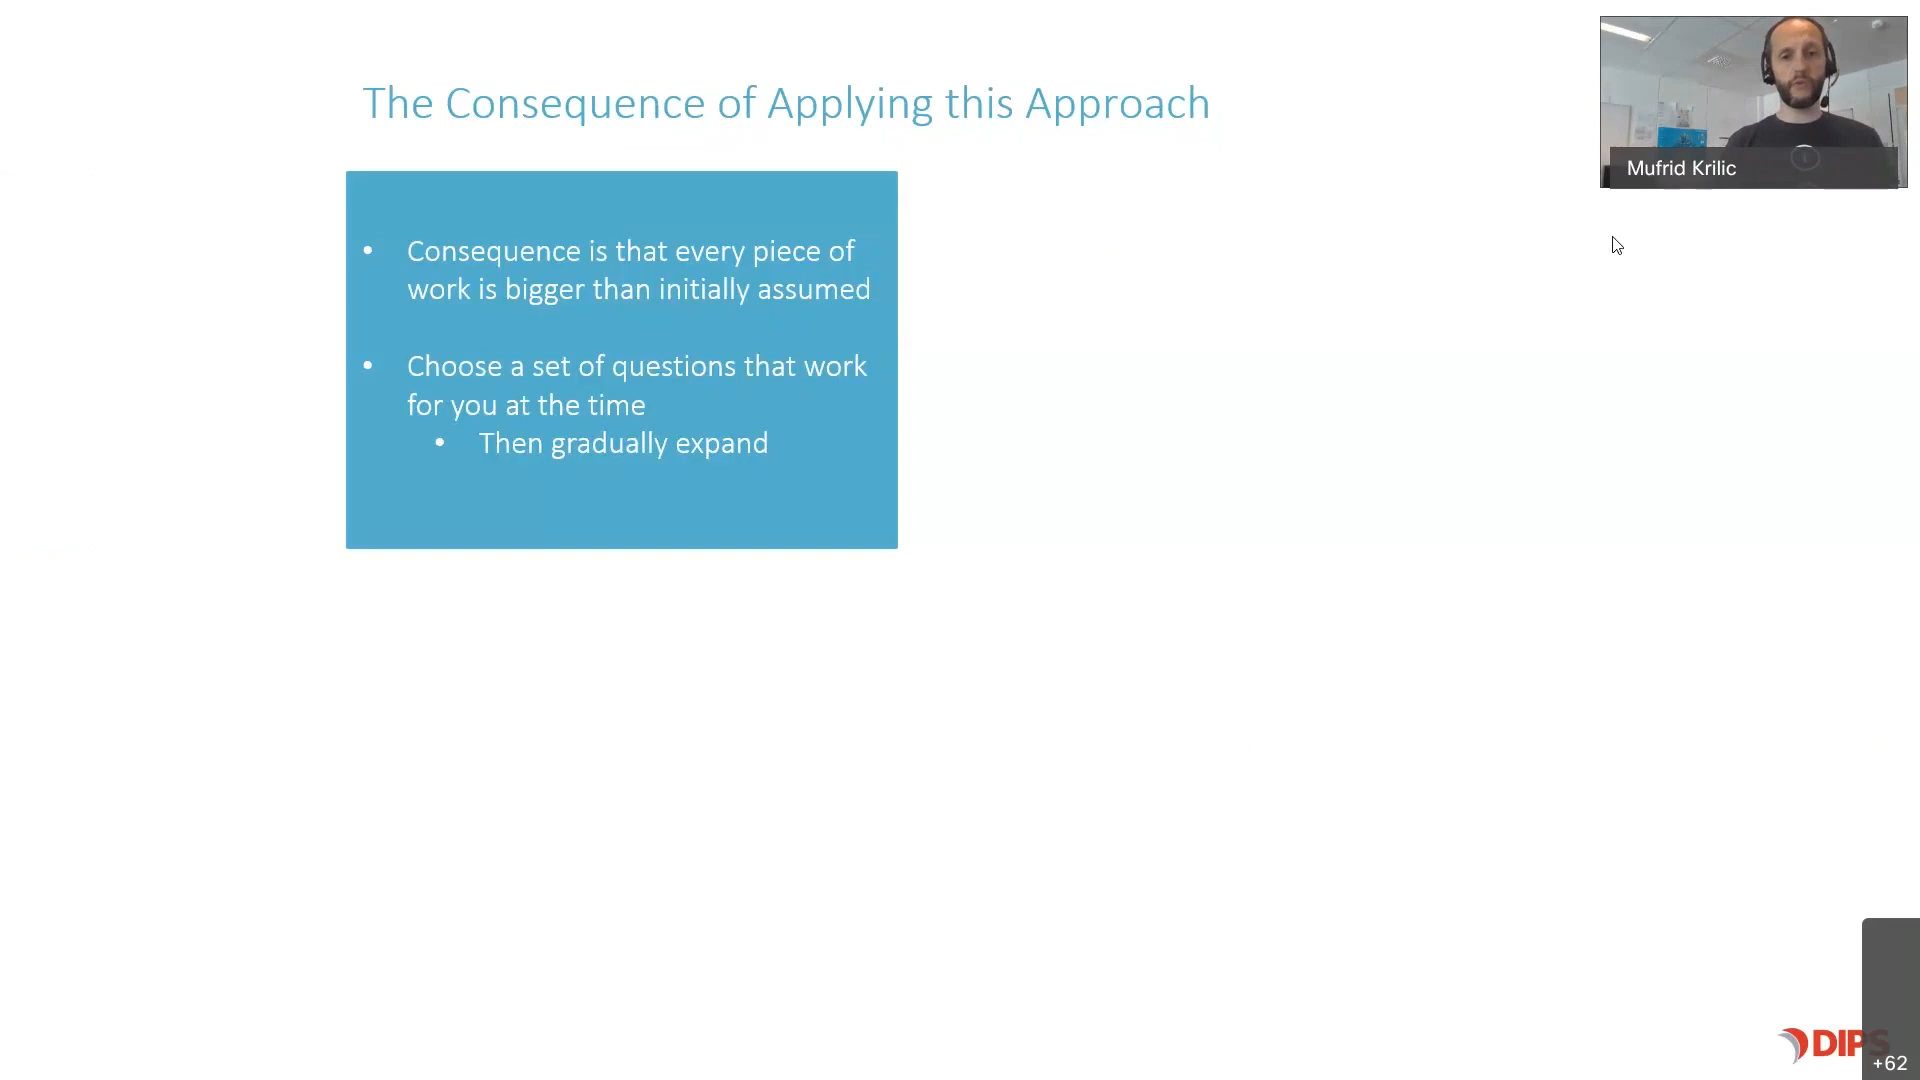 The Consequence of Applying this Approach
Mufrid Krilic
• Consequence is that every piece of
work is bigger than initially assumed
• Choose a set of questions that work
for you at the time
• Then gradually expand
DIPS
+62